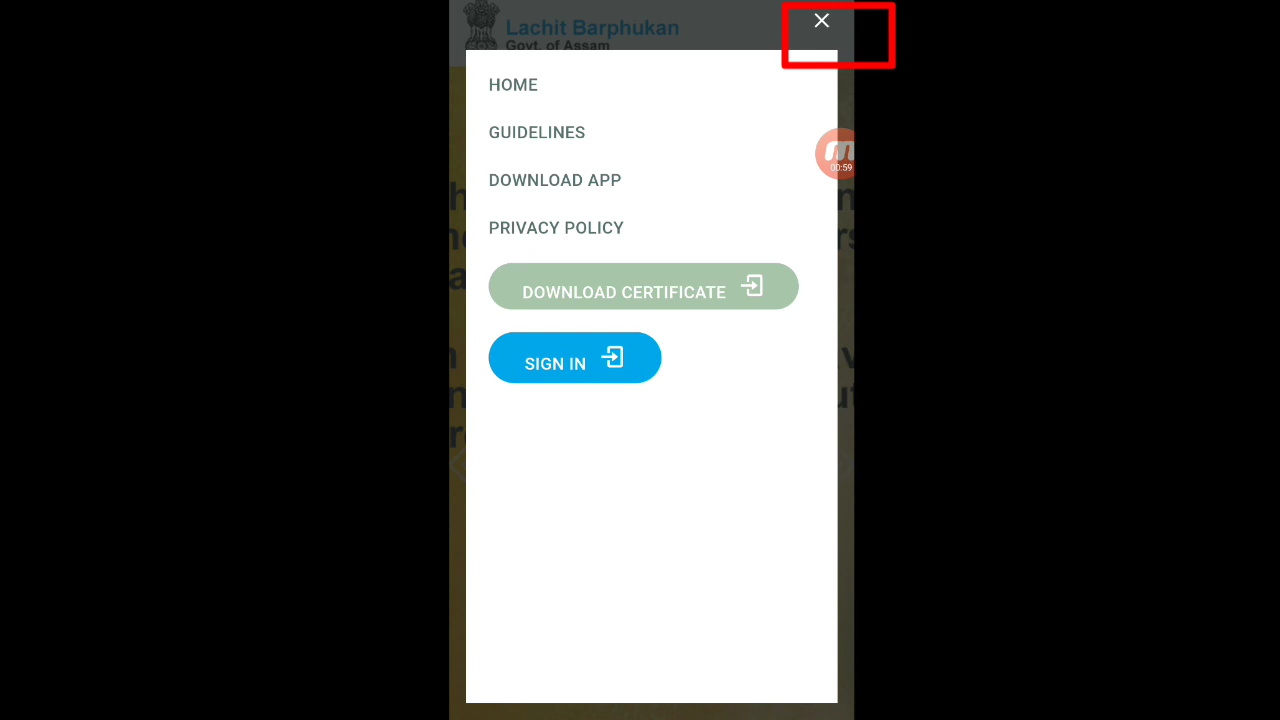 Lachit Barphukan
Govt. of Assam
HOME
GUIDELINES
00:59
DOWNLOAD APP
PRIVACY POLICY
DOWNLOAD CERTIFICATE
SIGN IN